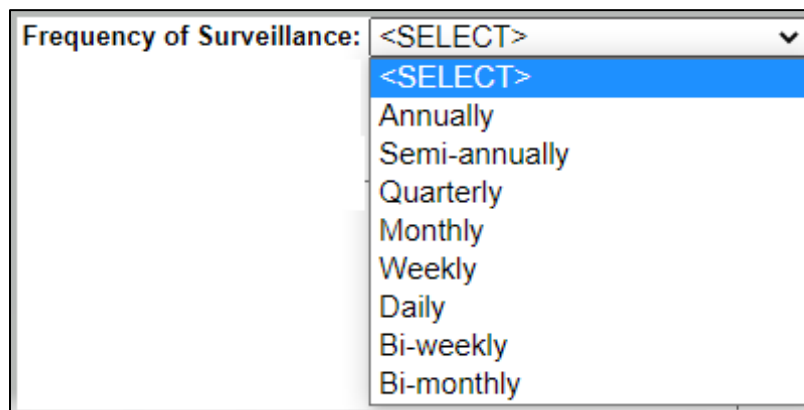 Frequency of Surveillance: <SELECT>
<SELECT>
Annually
Semi-annually
Quarterly
Monthly
Weekly
Daily
Bi-weekly
Bi-monthly